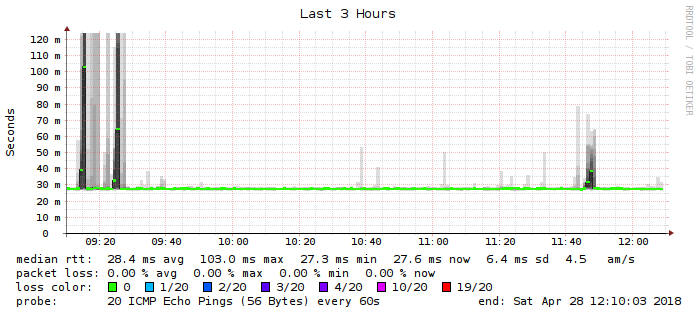 Last 3 Hours
RRDTOOL / TOBI OETIKER
Seconds
120 m
110 m
100 m
90 m
80 m
70 m
60 m
50 m
40 m
30 m
20 m
10 m
0
09:20 09:40 10:00 10:20 10:40 11:00 11:20 11:40 12:00
median rtt: 28.4 ms avg 103.0 ms max 27.3 ms min 27.6 ms now 6.4 ms sd 4.5 am/s
packet loss: 0.00 % avg 0.00 % max 0.00 % min 0.00 % now
loss color: 0 1/20 2/20 3/20 4/20 10/20 19/20
probe: 20 ICMP Echo Pings (56 Bytes) every 60s end: Sat Apr 28 12:10:03 2018